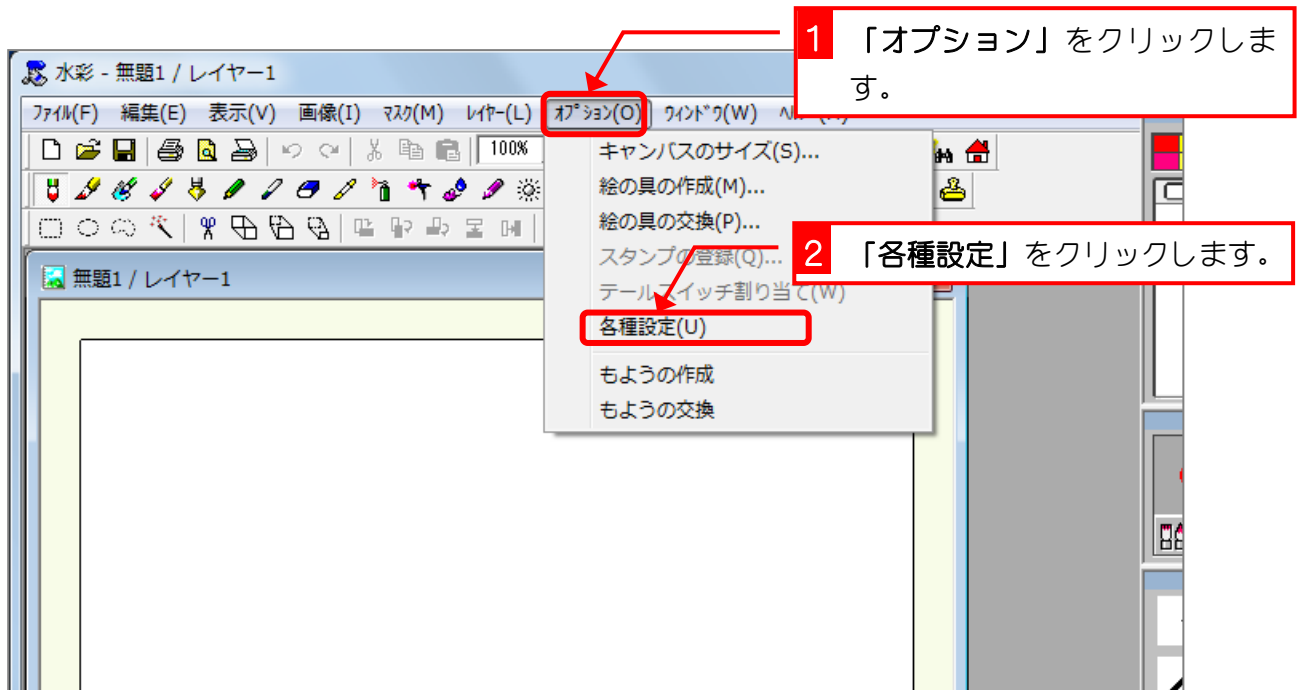 1 「オプション」をクリックしま
す。
水彩 - 無題1 / レイヤー1
ﾌｧｲﾙ(F) 編集(E) 表示(V) 画像(I) ﾏｽｸ(M) ﾚｲﾔｰ(L) ｵﾌﾟｼｮﾝ(O) ｳｨﾝﾄﾞｳ(W)
100%
キャンバスのサイズ(S)...
絵の具の作成(M)...
絵の具の交換(P)...
2 「各種設定」をクリックします。
スタンプの登録(Q)...
無題1 / レイヤー1
テールスイッチ割り当て(W)
各種設定(U)
もようの作成
もようの交換